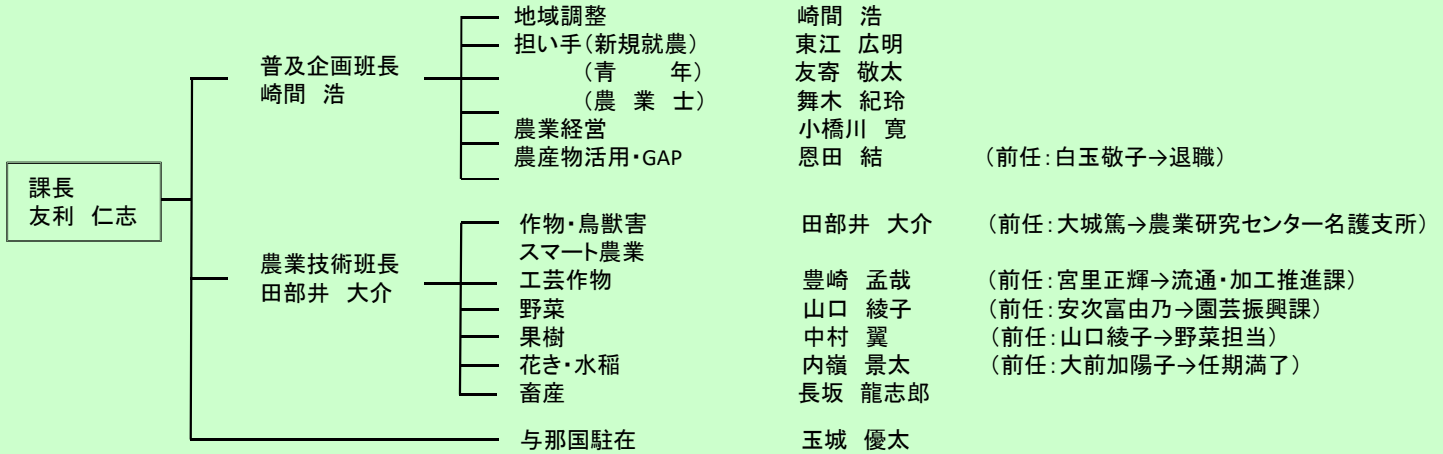 地域調整 崎間 浩
担い手（新規就農） 東江 広明
普及企画班長 （青 年） 友寄 敬太
崎間 浩 （農 業 士） 舞木 紀玲
農業経営 小橋川 寛
農産物活用・GAP 恩田 結 （前任：白玉敬子→退職）
課長
友利 仁志
作物・鳥獣害 田部井 大介 （前任：大城篤→農業研究センター名護支所）
スマート農業
農業技術班長 工芸作物 豊崎 孟哉 （前任：宮里正輝→流通・加工推進課）
田部井 大介 野菜 山口 綾子 （前任：安次富由乃→園芸振興課）
果樹 中村 翼 （前任：山口綾子→野菜担当）
花き・水稲 内嶺 景太 （前任：大前加陽子→任期満了）
畜産 長坂 龍志郎
与那国駐在 玉城 優太